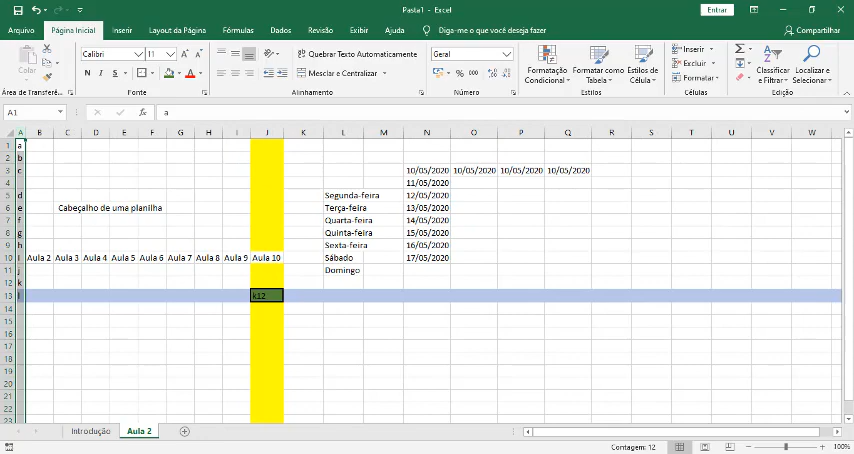 Pasta1 - Excel
Entrar
Arquivo Página Inicial Inserir Layout da Página Fórmulas Dados Revisão Exibir Ajuda Diga-me o que você deseja fazer Compartilhar
Colar
Calibri 11
N I S
Quebrar Texto Automaticamente
Mesclar e Centralizar
Geral
% 000
Formatação Condicional
Formatar como Tabela
Estilos de Célula
Inserir
Excluir
Formatar
Classificar e Filtrar
Localizar e Selecionar
Área de Transferê... Fonte Alinhamento Número Estilos Células Edição
A1 fx a
A B C D E F G H I J K L M N O P Q R S T U V W
1 a
2 b
3 c 10/05/2020 10/05/2020 10/05/2020 10/05/2020
4 11/05/2020
5 d Segunda-feira 12/05/2020
6 e Cabeçalho de uma planilha Terça-feira 13/05/2020
7 f Quarta-feira 14/05/2020
8 g Quinta-feira 15/05/2020
9 h Sexta-feira 16/05/2020
10 i Aula 2 Aula 3 Aula 4 Aula 5 Aula 6 Aula 7 Aula 8 Aula 9 Aula 10 Sábado 17/05/2020
11 j Domingo
12 k
13 l k12
14
15
16
17
18
19
20
21
22
23
Introdução Aula 2
Contagem: 12 100%